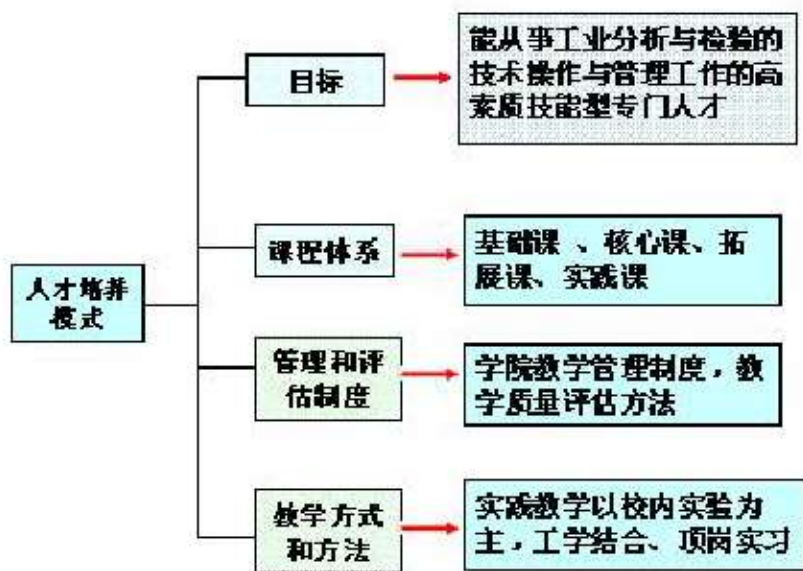 目标
能从事工业分析与检验的
技术操作与管理工作的高
素质技能型专门人才
课程体系
基础课 、核心课、拓
展课、实践课
人才培养
模式
管理和评
估制度
学院教学管理制度，教
学质量评估方法
教学方式
和方法
实践教学以校内实验为
主，工学结合、项岗实习